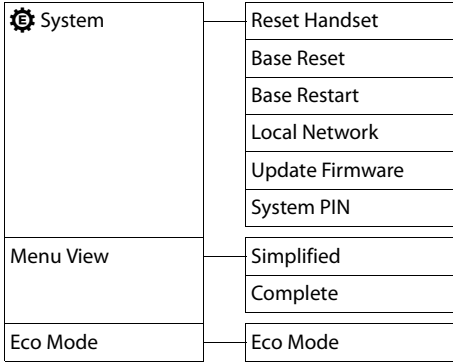 System
Reset Handset
Base Reset
Base Restart
Local Network
Update Firmware
System PIN
Menu View
Simplified
Complete
Eco Mode
Eco Mode